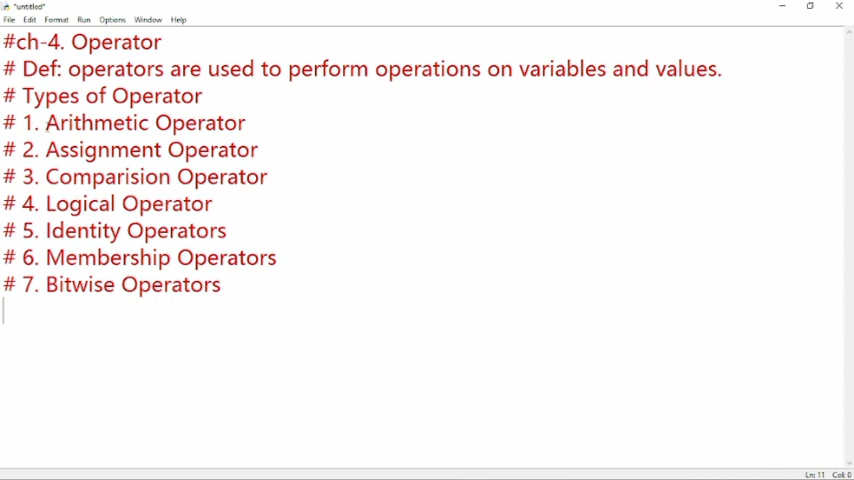 *untitled*
File Edit Format Run Options Window Help
#ch-4. Operator
# Def: operators are used to perform operations on variables and values.
# Types of Operator
# 1. Arithmetic Operator
# 2. Assignment Operator
# 3. Comparision Operator
# 4. Logical Operator
# 5. Identity Operators
# 6. Membership Operators
# 7. Bitwise Operators
Ln: 11 Col: 0